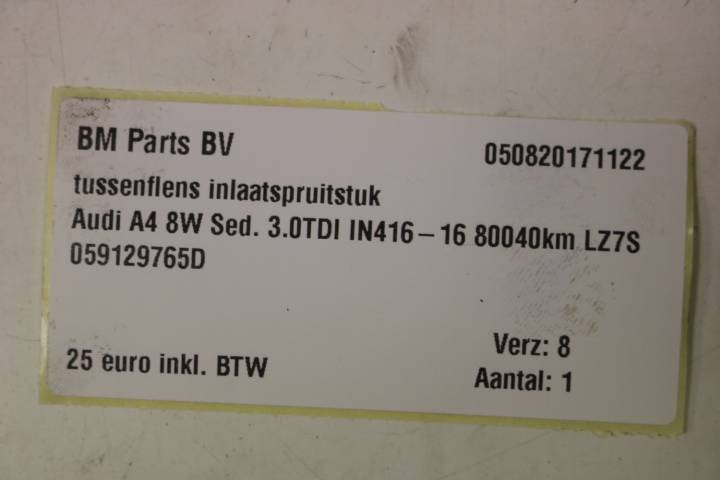 BM Parts BV 050820171122
tussenflens inlaatspruitstuk
Audi A4 8W Sed. 3.0TDI IN416-16 80040km LZ7S
059129765D
Verz: 8
25 euro inkl. BTW
Aantal: 1